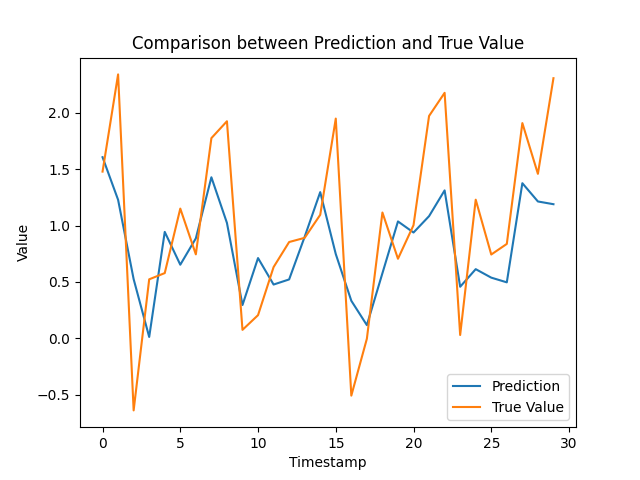 Comparison between Prediction and True Value
2.0
1.5
1.0
0.5
0.0
−0.5
Value
0 5 10 15 20 25 30
Timestamp
Prediction
True Value